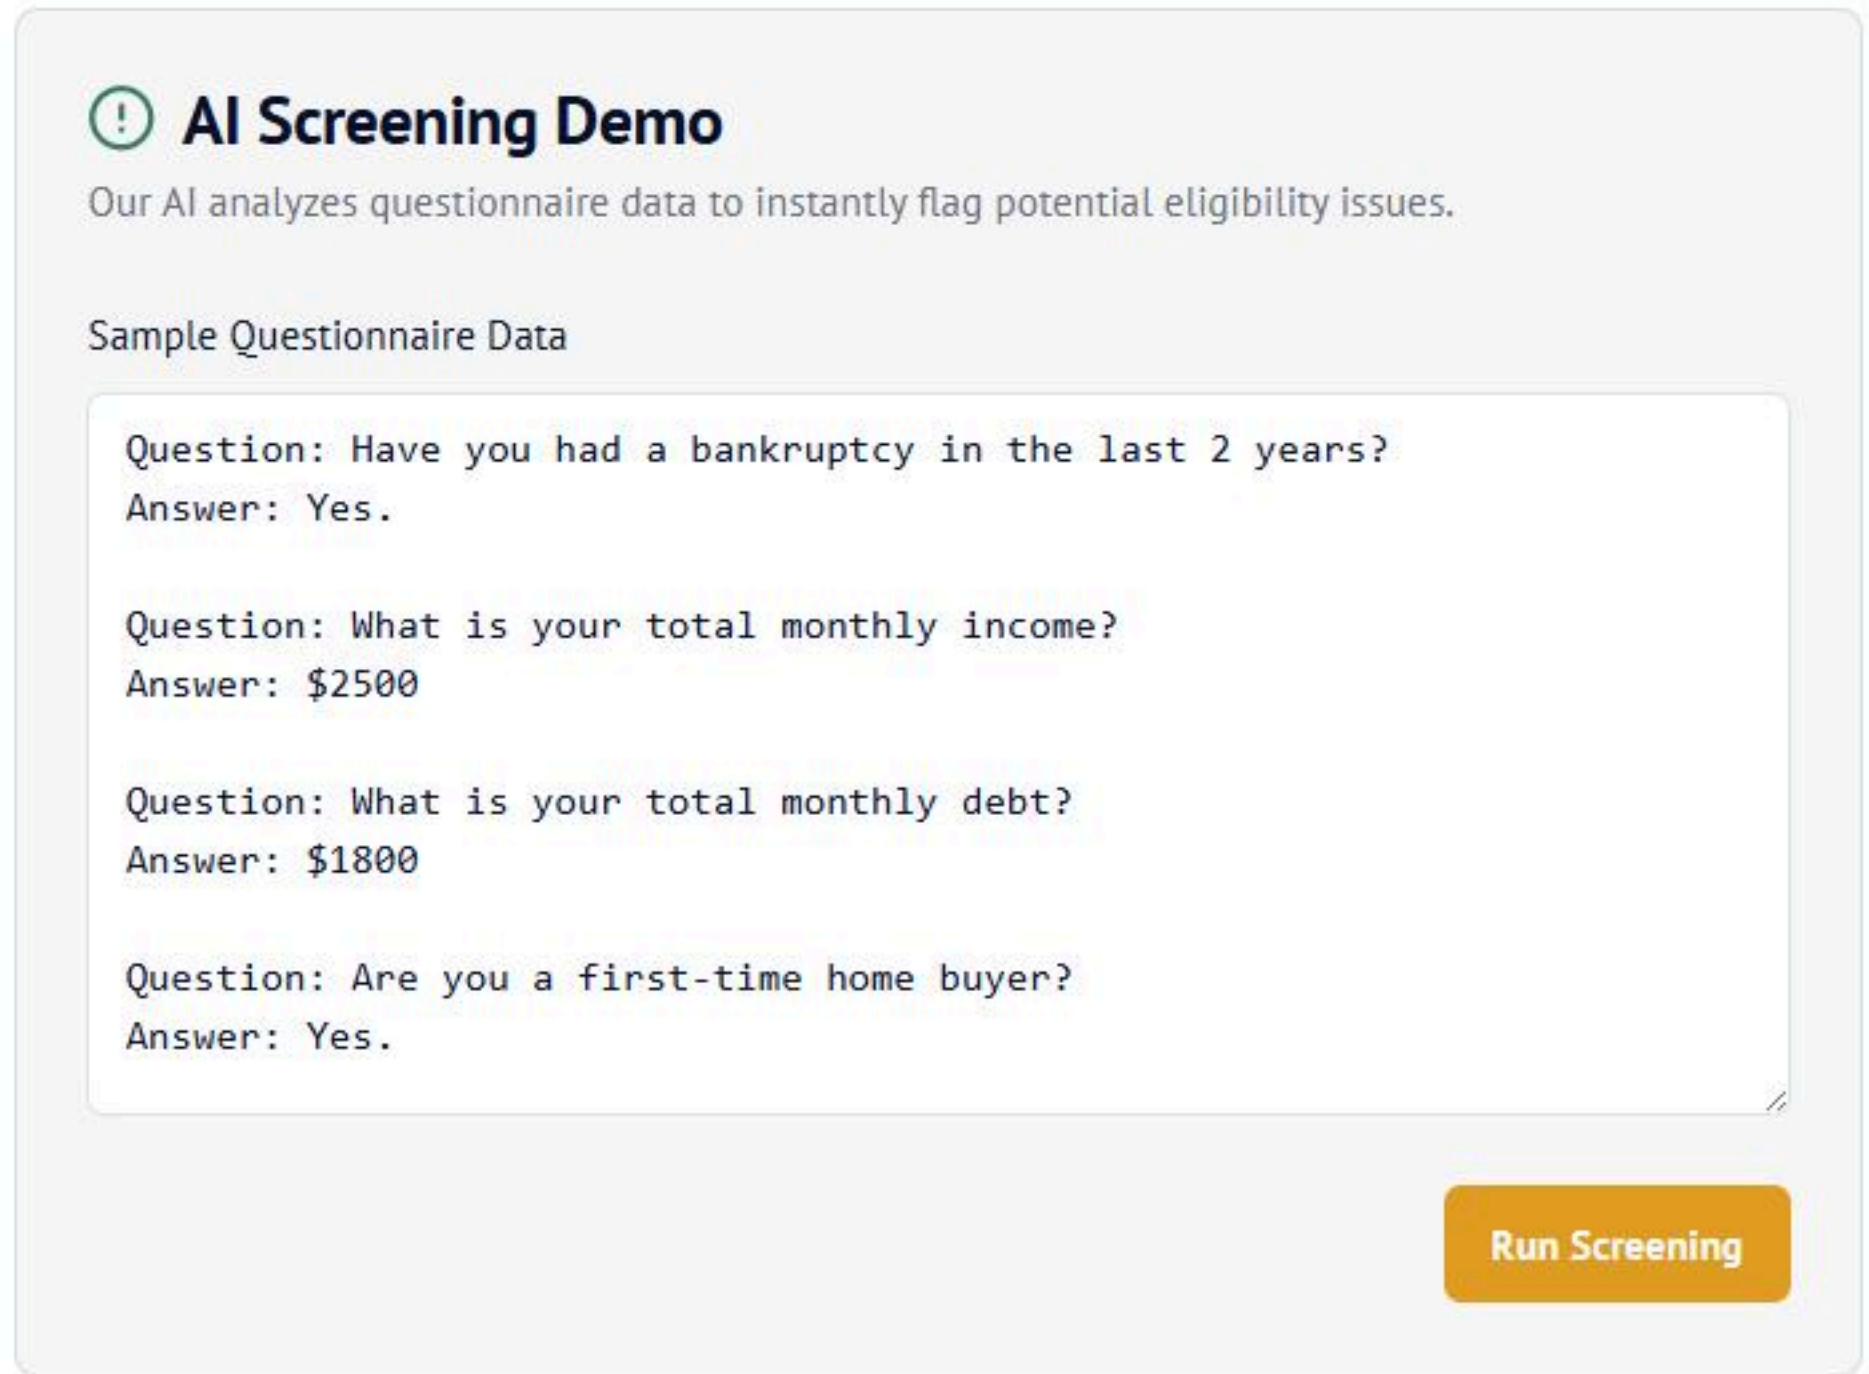 AI Screening Demo
Our AI analyzes questionnaire data to instantly flag potential eligibility issues.
Sample Questionnaire Data
Question: Have you had a bankruptcy in the last 2 years?
Answer: Yes.
Question: What is your total monthly income?
Answer: $2500
Question: What is your total monthly debt?
Answer: $1800
Question: Are you a first-time home buyer?
Answer: Yes.
Run Screening